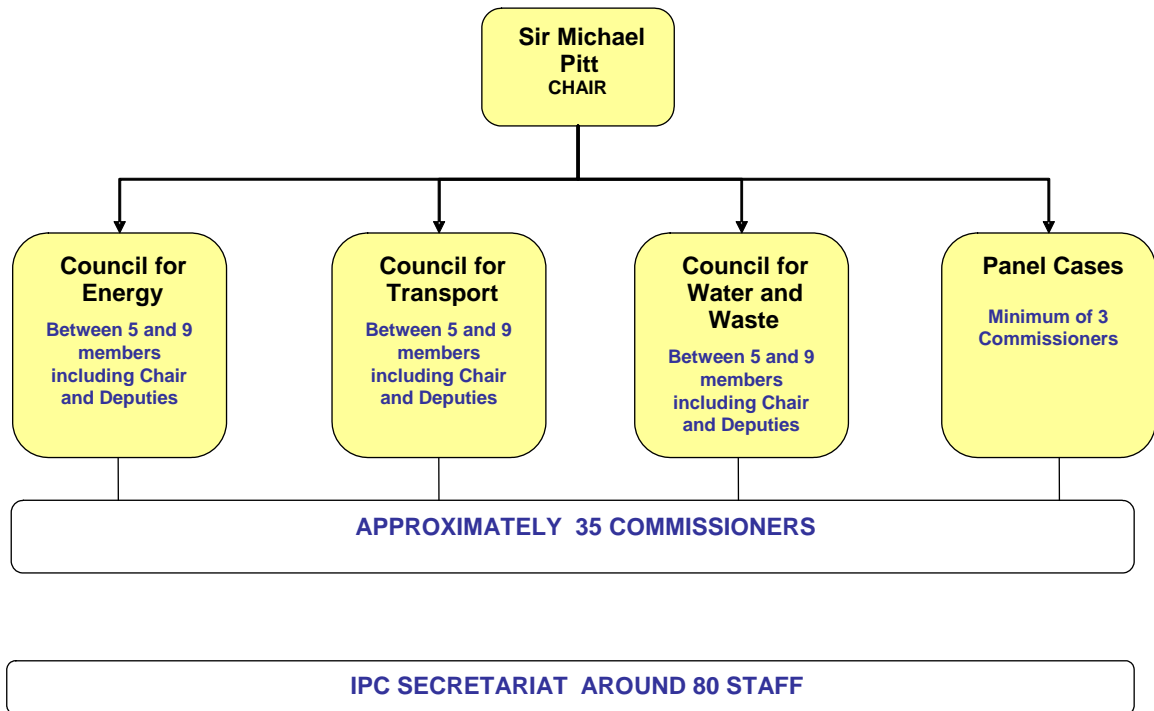 Sir Michael
Pitt
CHAIR
Council for
Energy
Between 5 and 9
members
including Chair
and Deputies
Council for
Transport
Between 5 and 9
members
including Chair
and Deputies
Council for
Water and
Waste
Between 5 and 9
members
including Chair
and Deputies
Panel Cases
Minimum of 3
Commissioners
APPROXIMATELY 35 COMMISSIONERS
IPC SECRETARIAT AROUND 80 STAFF